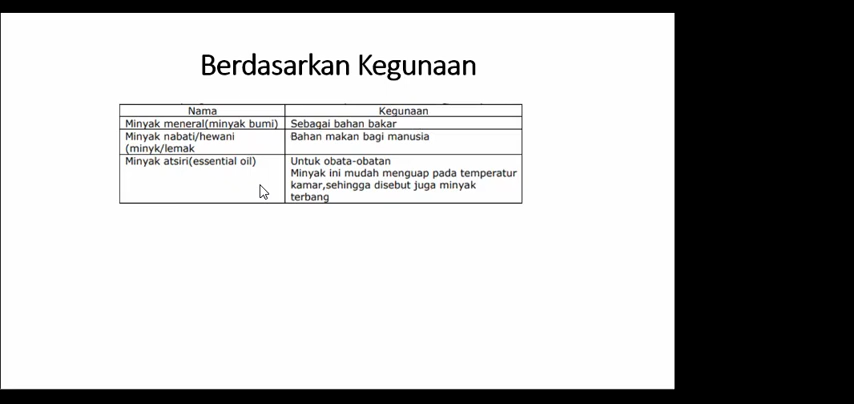 Berdasarkan Kegunaan
Nama Kegunaan
Minyak meneral(minyak bumi) Sebagai bahan bakar
Minyak nabati/hewani Bahan makan bagi manusia
(minyk/lemak
Minyak atsiri(essential oil) Untuk obata-obatan
Minyak ini mudah menguap pada temperatur
kamar,sehingga disebut juga minyak
terbang